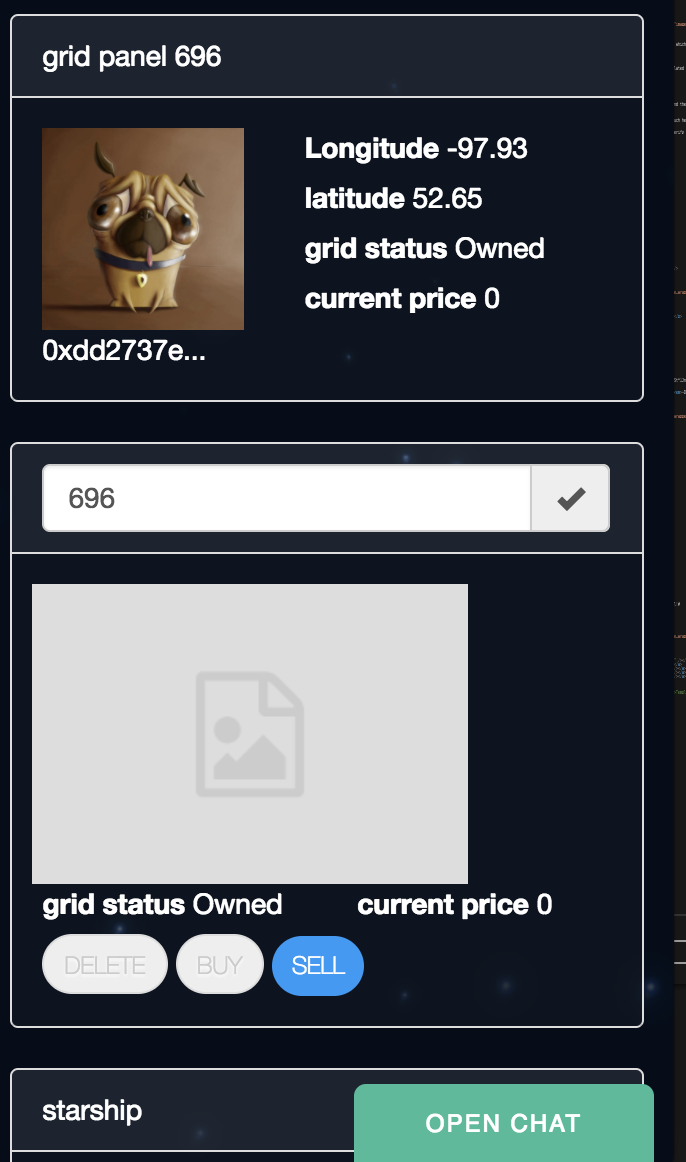 grid panel 696
Longitude -97.93
latitude 52.65
grid status Owned
current price 0
0xdd2737e...
696
grid status Owned current price 0
DELETE BUY SELL
starship
OPEN CHAT